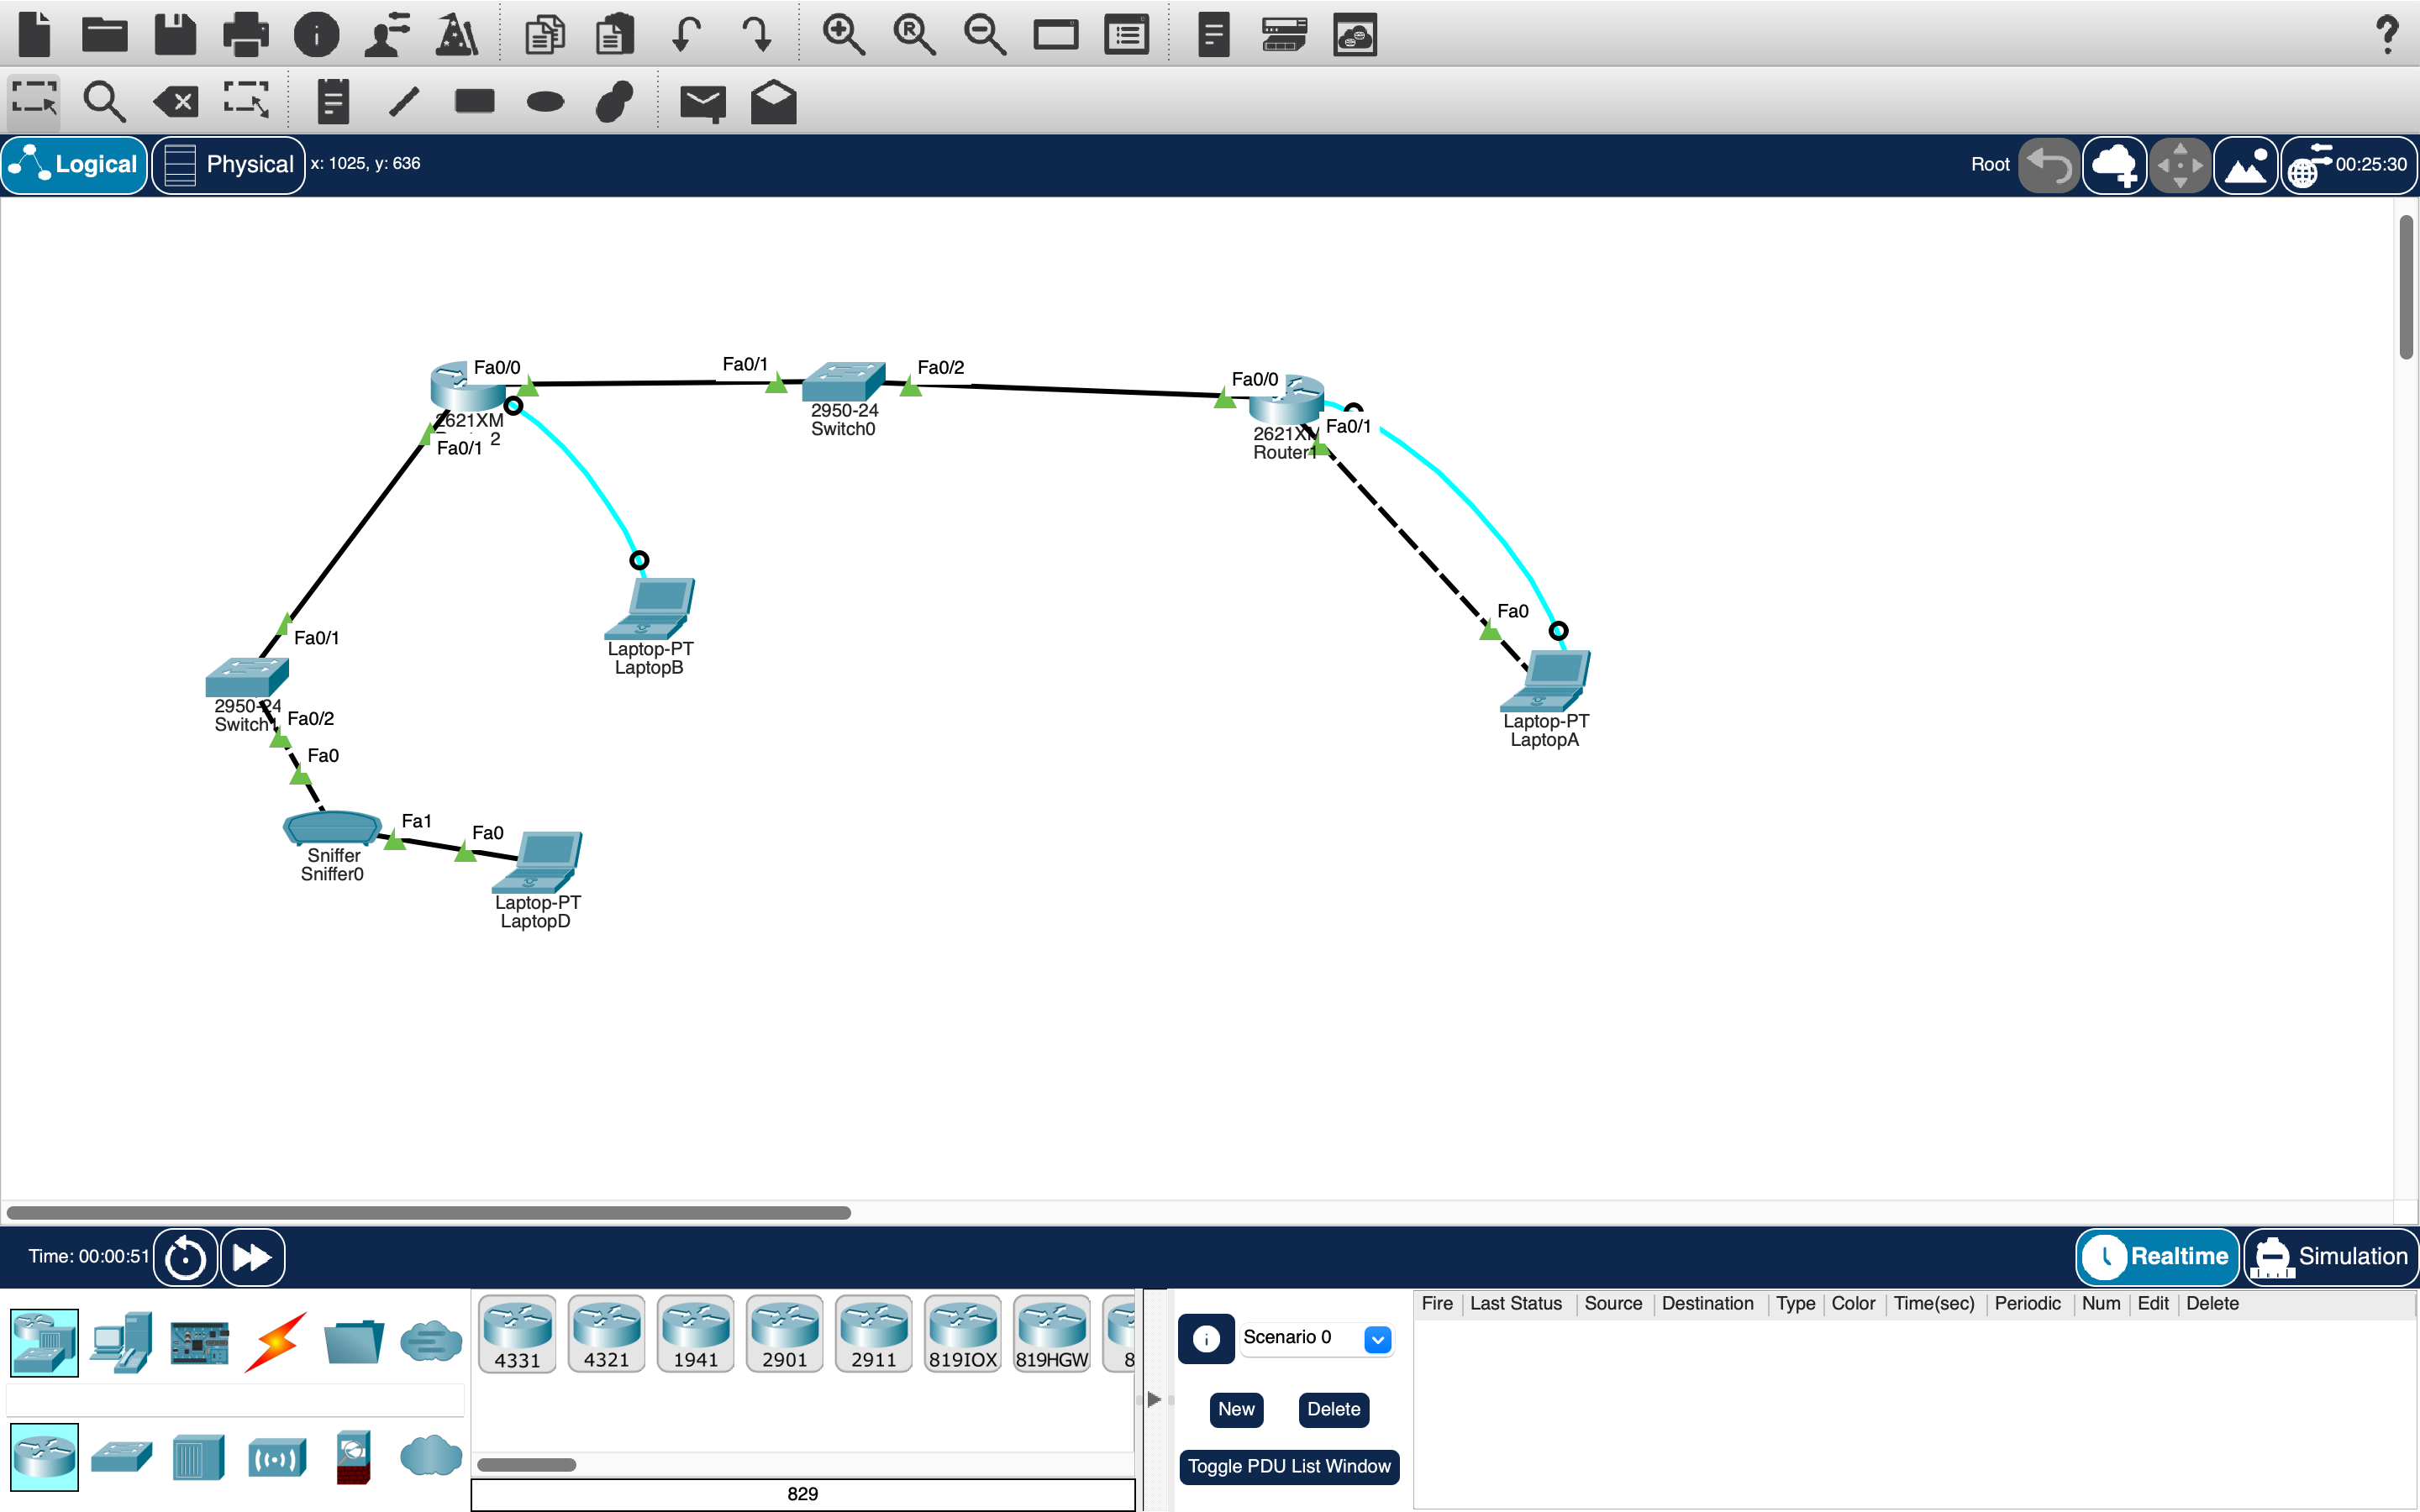 Logical
Physical
x: 1025, y: 636
Root
00:25:30
Fa0/0
Fa0/1
Fa0/2
Fa0/0
2621XM
2
Fa0/1
2950-24
Switch0
Fa0/1
Router1
Fa0
Fa0/1
Laptop-PT
LaptopB
2950-24
Switch1
Fa0/2
Laptop-PT
LaptopA
Fa0
Fa1
Fa0
Sniffer
Sniffer0
Laptop-PT
LaptopD
Time: 00:00:51
Realtime
Simulation
4331
4321
1941
2901
2911
819IOX
819HGW
8
829
Scenario 0
New
Delete
Toggle PDU List Window
Fire Last Status Source Destination Type Color Time(sec) Periodic Num Edit Delete